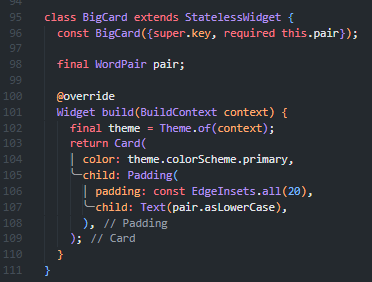 94
95 class BigCard extends StatelessWidget {
96 const BigCard({super.key, required this.pair});
97
98 final WordPair pair;
99
100 @override
101 Widget build(BuildContext context) {
102 final theme = Theme.of(context);
103 return Card(
104 color: theme.colorScheme.primary,
105 child: Padding(
106 padding: const EdgeInsets.all(20),
107 child: Text(pair.asLowerCase),
108 ), // Padding
109 ); // Card
110 }
111 }